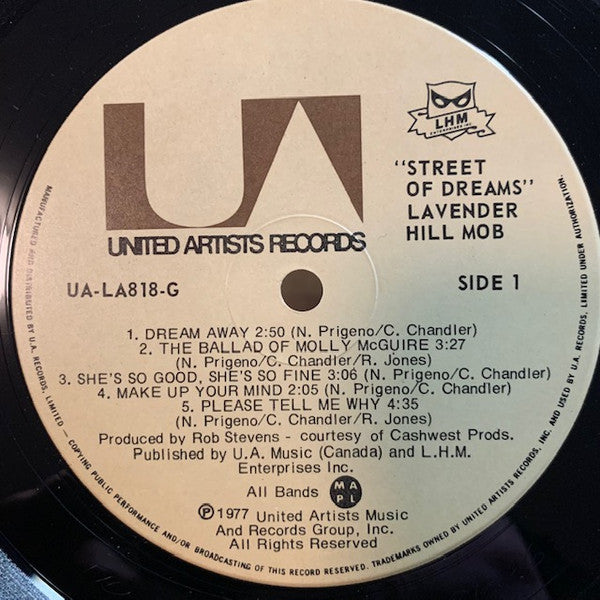 UA
UNITED ARTISTS RECORDS
LHM
ENTERPRISES INC.
"STREET
OF DREAMS"
LAVENDER
HILL MOB
UA-LA818-G
SIDE 1
1. DREAM AWAY 2:50 (N. Prigeno/C. Chandler)
2. THE BALLAD OF MOLLY McGUIRE 3:27
(N. Prigeno/C. Chandler/R. Jones)
3. SHE'S SO GOOD, SHE'S SO FINE 3:06 (N. Prigeno/C. Chandler)
4. MAKE UP YOUR MIND 2:05 (N. Prigeno/C. Chandler)
5. PLEASE TELL ME WHY 4:35
(N. Prigeno/C. Chandler/R. Jones)
Produced by Rob Stevens - courtesy of Cashwest Prods.
Published by U.A. Music (Canada) and L.H.M.
Enterprises Inc.
All Bands MAPL
℗ 1977 United Artists Music
And Records Group, Inc.
All Rights Reserved
MANUFACTURED AND DISTRIBUTED BY U.A. RECORDS, LIMITED — COPYING PUBLIC PERFORMANCE AND/OR BROADCASTING OF THIS RECORD RESERVED. TRADEMARKS OWNED BY UNITED ARTISTS RECORDS, INC. AND USED BY U.A. RECORDS, LIMITED UNDER AUTHORIZATION.